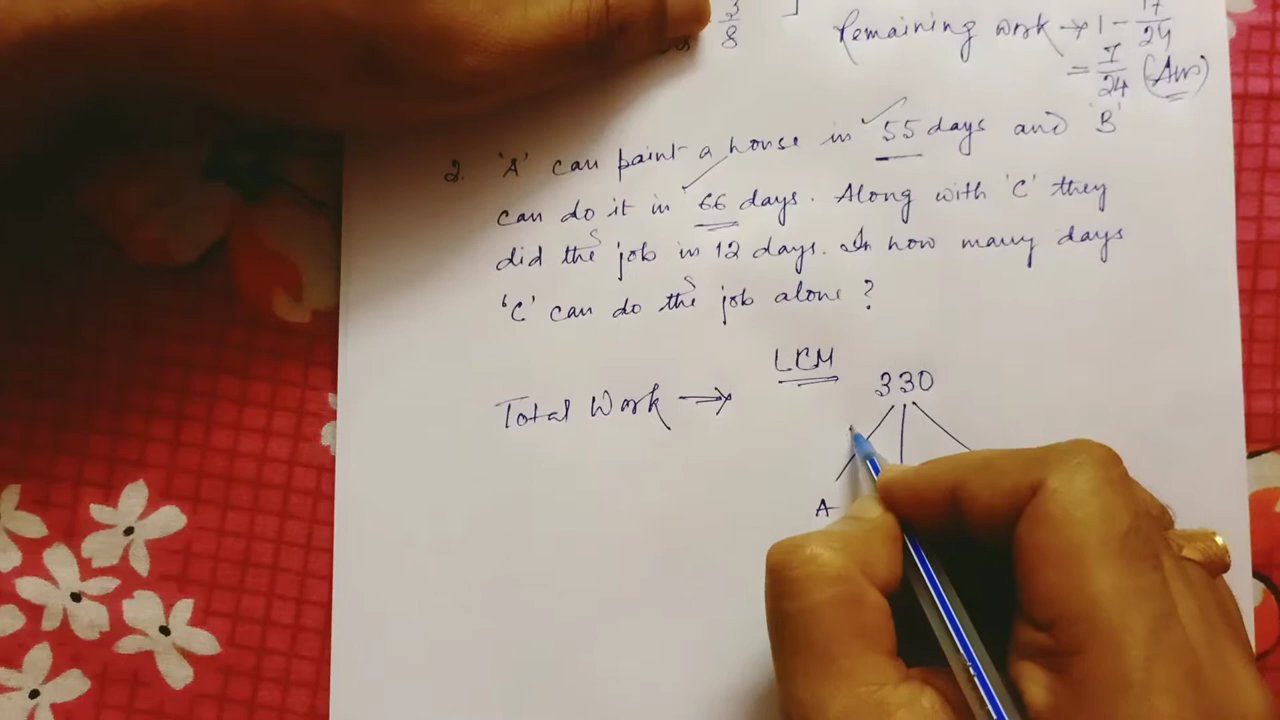 3/8 ]
Remaining work → 1 - 17/24
= 7/24 (Ans)
2. 'A' can paint a house in 55 days and 'B'
can do it in 66 days. Along with 'C' they
did the job in 12 days. In how many days
'C' can do the job alone?
LCM
Total Work → 330
A